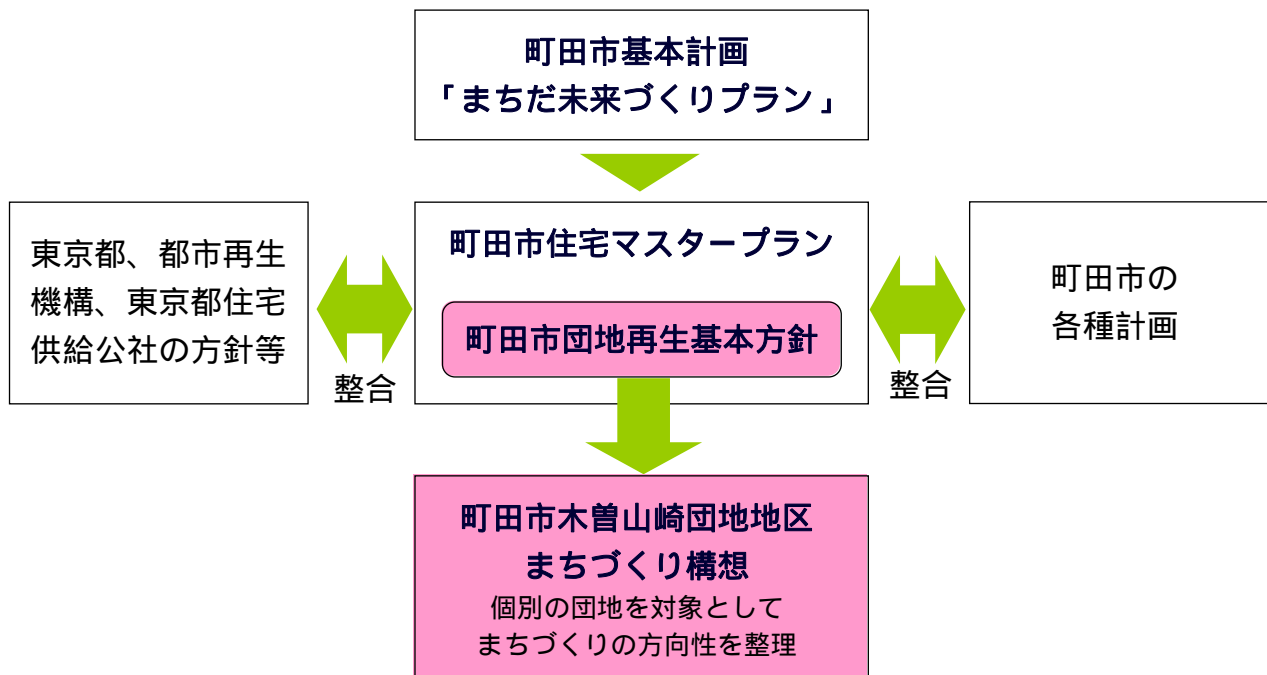 町田市基本計画
「まちだ未来づくりプラン」
東京都、都市再生
機構、東京都住宅
供給公社の方針等
整合
町田市住宅マスタープラン
町田市団地再生基本方針
整合
町田市の
各種計画
町田市木曽山崎団地地区
まちづくり構想
個別の団地を対象として
まちづくりの方向性を整理